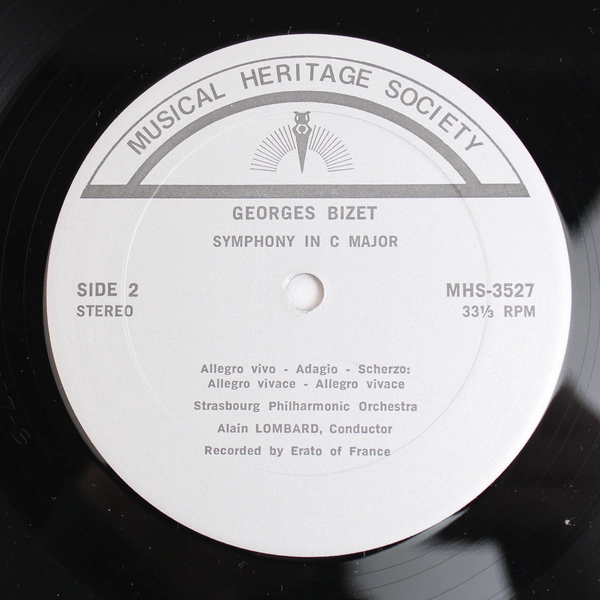 MUSICAL HERITAGE SOCIETY
GEORGES BIZET
SYMPHONY IN C MAJOR
SIDE 2
STEREO
MHS-3527
33⅓ RPM
Allegro vivo - Adagio - Scherzo:
Allegro vivace - Allegro vivace
Strasbourg Philharmonic Orchestra
Alain LOMBARD, Conductor
Recorded by Erato of France